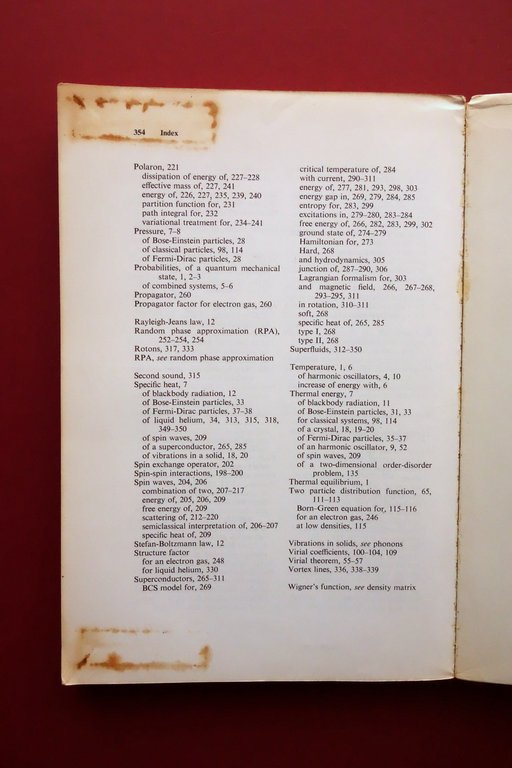 354 Index
Polaron, 221
dissipation of energy of, 227–228
effective mass of, 227, 241
energy of, 226, 227, 235, 239, 240
partition function for, 231
path integral for, 232
variational treatment for, 234–241
Pressure, 7–8
of Bose-Einstein particles, 28
of classical particles, 98, 114
of Fermi-Dirac particles, 28
Probabilities, of a quantum mechanical
state, 1, 2–3
of combined systems, 5–6
Propagator, 260
Propagator factor for electron gas, 260
Rayleigh-Jeans law, 12
Random phase approximation (RPA),
252–254, 254
Rotons, 317, 333
RPA, see random phase approximation
Second sound, 315
Specific heat, 7
of blackbody radiation, 12
of Bose-Einstein particles, 33
of Fermi-Dirac particles, 37–38
of liquid helium, 34, 313, 315, 318,
349–350
of spin waves, 209
of a superconductor, 265, 285
of vibrations in a solid, 18, 20
Spin exchange operator, 202
Spin-spin interactions, 198–200
Spin waves, 204, 206
combination of two, 207–217
energy of, 205, 206, 209
free energy of, 209
scattering of, 212–220
semiclassical interpretation of, 206–207
specific heat of, 209
Stefan-Boltzmann law, 12
Structure factor
for an electron gas, 248
for liquid helium, 330
Superconductors, 265–311
BCS model for, 269
critical temperature of, 284
with current, 290–311
energy of, 277, 281, 293, 298, 303
energy gap in, 269, 279, 284, 285
entropy for, 283, 299
excitations in, 279–280, 283–284
free energy of, 266, 282, 283, 299, 302
ground state of, 274–279
Hamiltonian for, 273
Hard, 268
and hydrodynamics, 305
junction of, 287–290, 306
Lagrangian formalism for, 303
and magnetic field, 266, 267–268,
293–295, 311
in rotation, 310–311
soft, 268
specific heat of, 265, 285
type I, 268
type II, 268
Superfluids, 312–350
Temperature, 1, 6
of harmonic oscillators, 4, 10
increase of energy with, 6
Thermal energy, 7
of blackbody radiation, 11
of Bose-Einstein particles, 31, 33
for classical systems, 98, 114
of a crystal, 18, 19–20
of Fermi-Dirac particles, 35–37
of an harmonic oscillator, 9, 52
of spin waves, 209
of a two-dimensional order-disorder
problem, 135
Thermal equilibrium, 1
Two particle distribution function, 65,
111–113
Born-Green equation for, 115–116
for an electron gas, 246
at low densities, 115
Vibrations in solids, see phonons
Virial coefficients, 100–104, 109
Virial theorem, 55–57
Vortex lines, 336, 338–339
Wigner's function, see density matrix